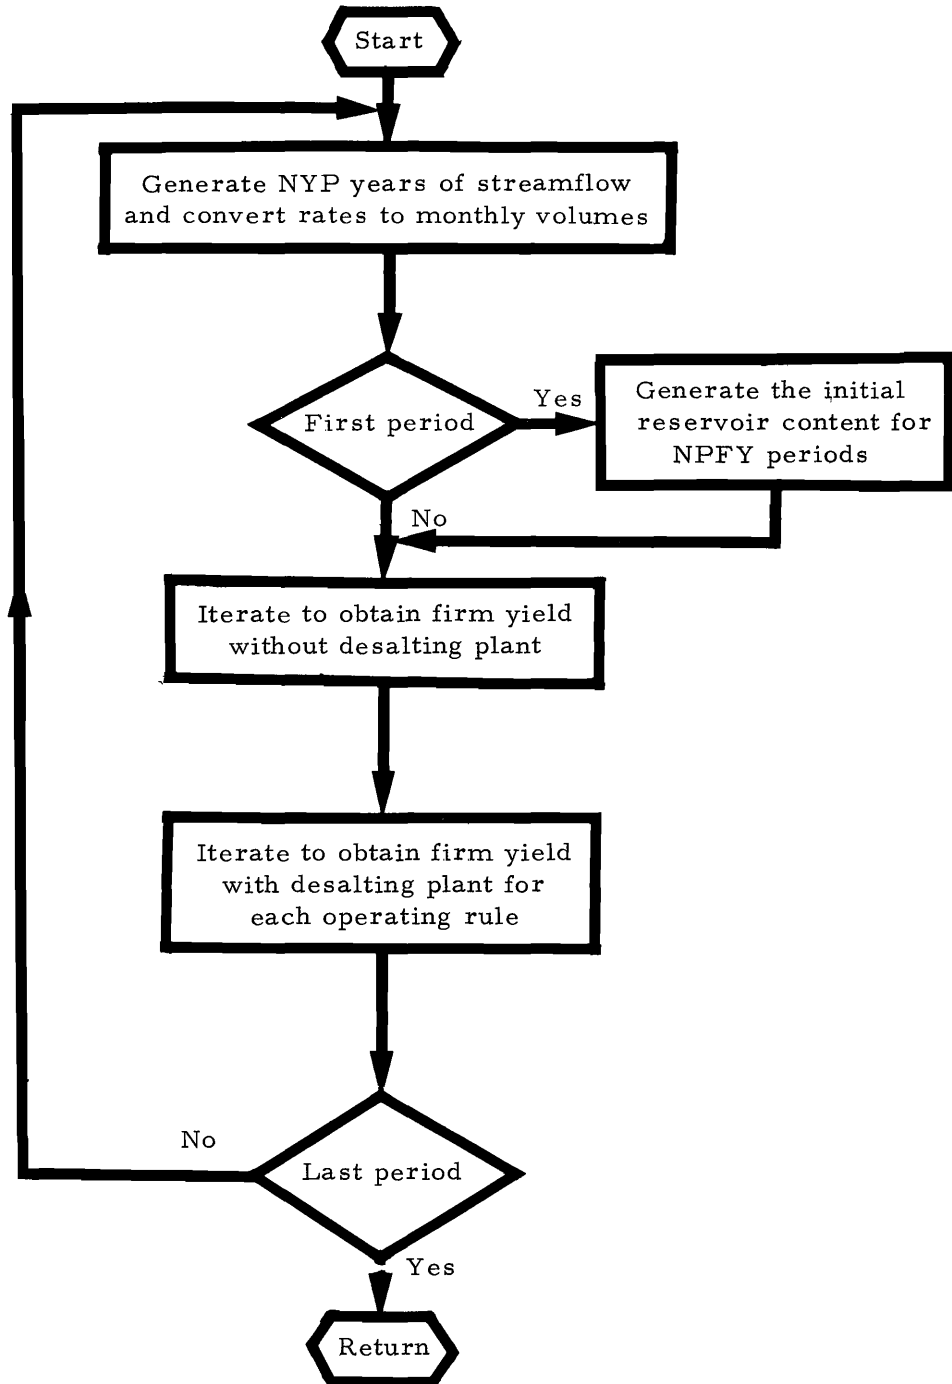 Start
Generate NYP years of streamflow
and convert rates to monthly volumes
First period
Yes
Generate the initial
reservoir content for
NPFY periods
No
Iterate to obtain firm yield
without desalting plant
Iterate to obtain firm yield
with desalting plant for
each operating rule
No
Last period
Yes
Return